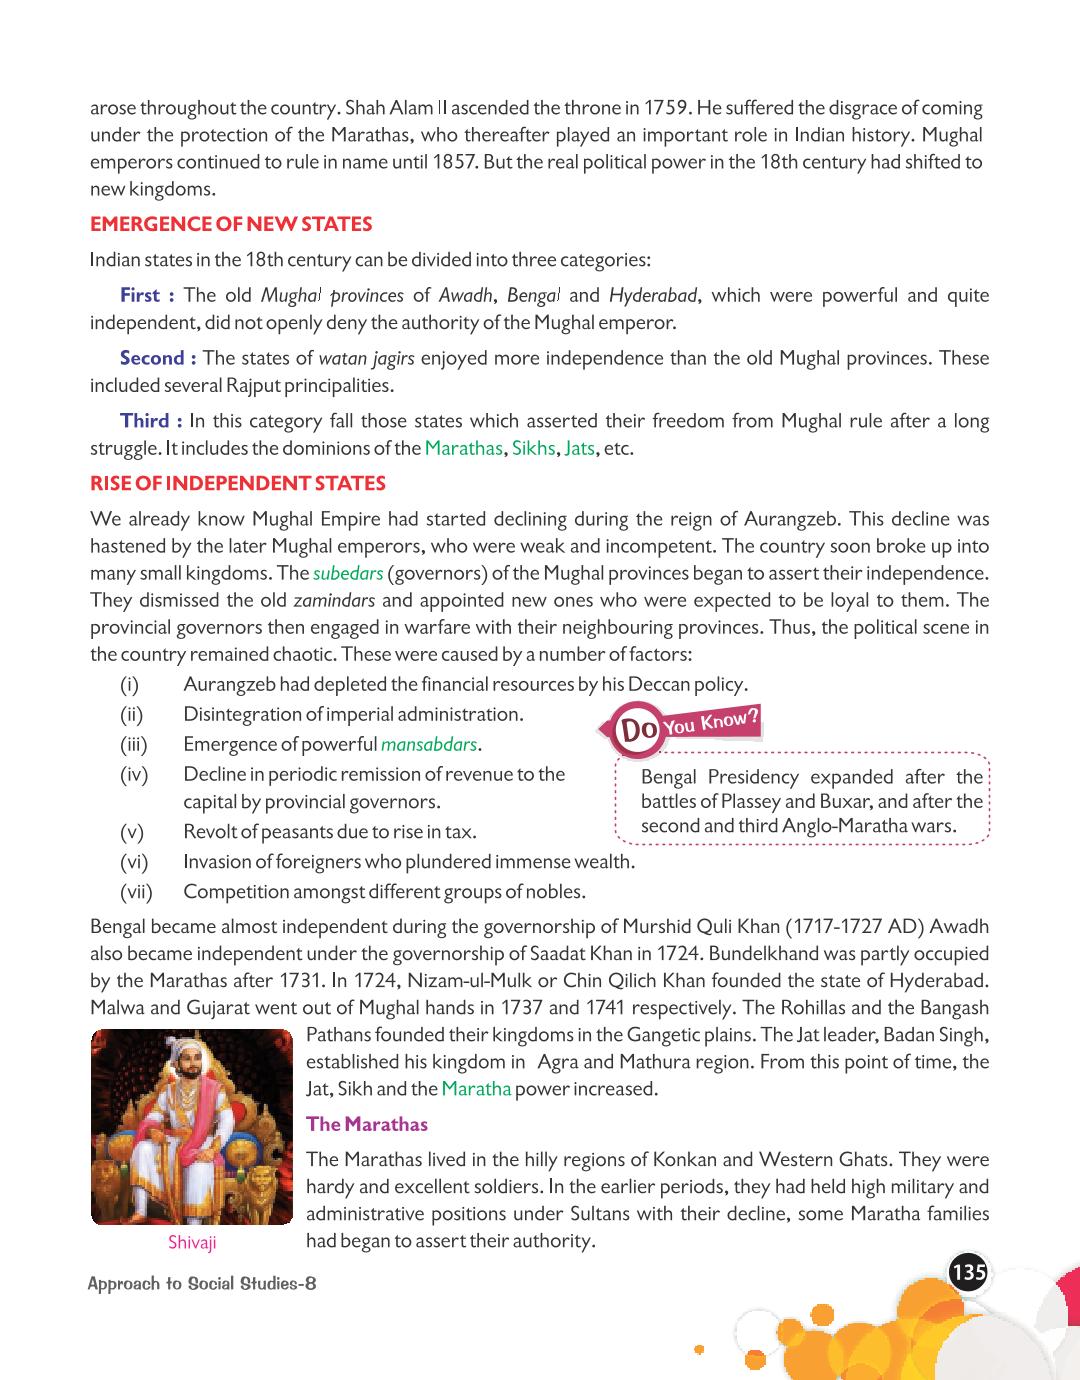 arose throughout the country. Shah Alam II ascended the throne in 1759. He suffered the disgrace of coming
under the protection of the Marathas, who thereafter played an important role in Indian history. Mughal
emperors continued to rule in name until 1857. But the real political power in the 18th century had shifted to
new kingdoms.
EMERGENCE OF NEW STATES
Indian states in the 18th century can be divided into three categories:
First : The old Mughal provinces of Awadh, Bengal and Hyderabad, which were powerful and quite
independent, did not openly deny the authority of the Mughal emperor.
Second : The states of watan jagirs enjoyed more independence than the old Mughal provinces. These
included several Rajput principalities.
Third : In this category fall those states which asserted their freedom from Mughal rule after a long
struggle. It includes the dominions of the Marathas, Sikhs, Jats, etc.
RISE OF INDEPENDENT STATES
We already know Mughal Empire had started declining during the reign of Aurangzeb. This decline was
hastened by the later Mughal emperors, who were weak and incompetent. The country soon broke up into
many small kingdoms. The subedars (governors) of the Mughal provinces began to assert their independence.
They dismissed the old zamindars and appointed new ones who were expected to be loyal to them. The
provincial governors then engaged in warfare with their neighbouring provinces. Thus, the political scene in
the country remained chaotic. These were caused by a number of factors:
(i) Aurangzeb had depleted the financial resources by his Deccan policy.
(ii) Disintegration of imperial administration.
(iii) Emergence of powerful mansabdars.
(iv) Decline in periodic remission of revenue to the
capital by provincial governors.
(v) Revolt of peasants due to rise in tax.
(vi) Invasion of foreigners who plundered immense wealth.
(vii) Competition amongst different groups of nobles.
Do You Know?
Bengal Presidency expanded after the
battles of Plassey and Buxar, and after the
second and third Anglo-Maratha wars.
Bengal became almost independent during the governorship of Murshid Quli Khan (1717-1727 AD) Awadh
also became independent under the governorship of Saadat Khan in 1724. Bundelkhand was partly occupied
by the Marathas after 1731. In 1724, Nizam-ul-Mulk or Chin Qilich Khan founded the state of Hyderabad.
Malwa and Gujarat went out of Mughal hands in 1737 and 1741 respectively. The Rohillas and the Bangash
Pathans founded their kingdoms in the Gangetic plains. The Jat leader, Badan Singh,
established his kingdom in Agra and Mathura region. From this point of time, the
Jat, Sikh and the Maratha power increased.
The Marathas
The Marathas lived in the hilly regions of Konkan and Western Ghats. They were
hardy and excellent soldiers. In the earlier periods, they had held high military and
administrative positions under Sultans with their decline, some Maratha families
had began to assert their authority.
Shivaji
Approach to Social Studies-8
135